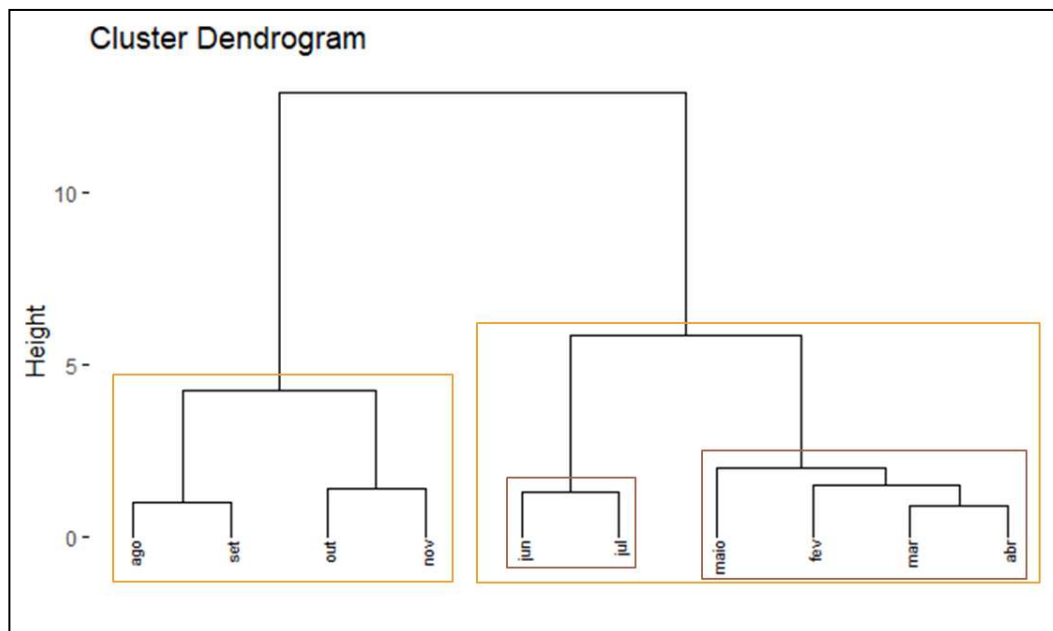 Cluster Dendrogram
Height
10
5
0
ago
set
out
nov
jun
jul
maio
fev
mar
abr